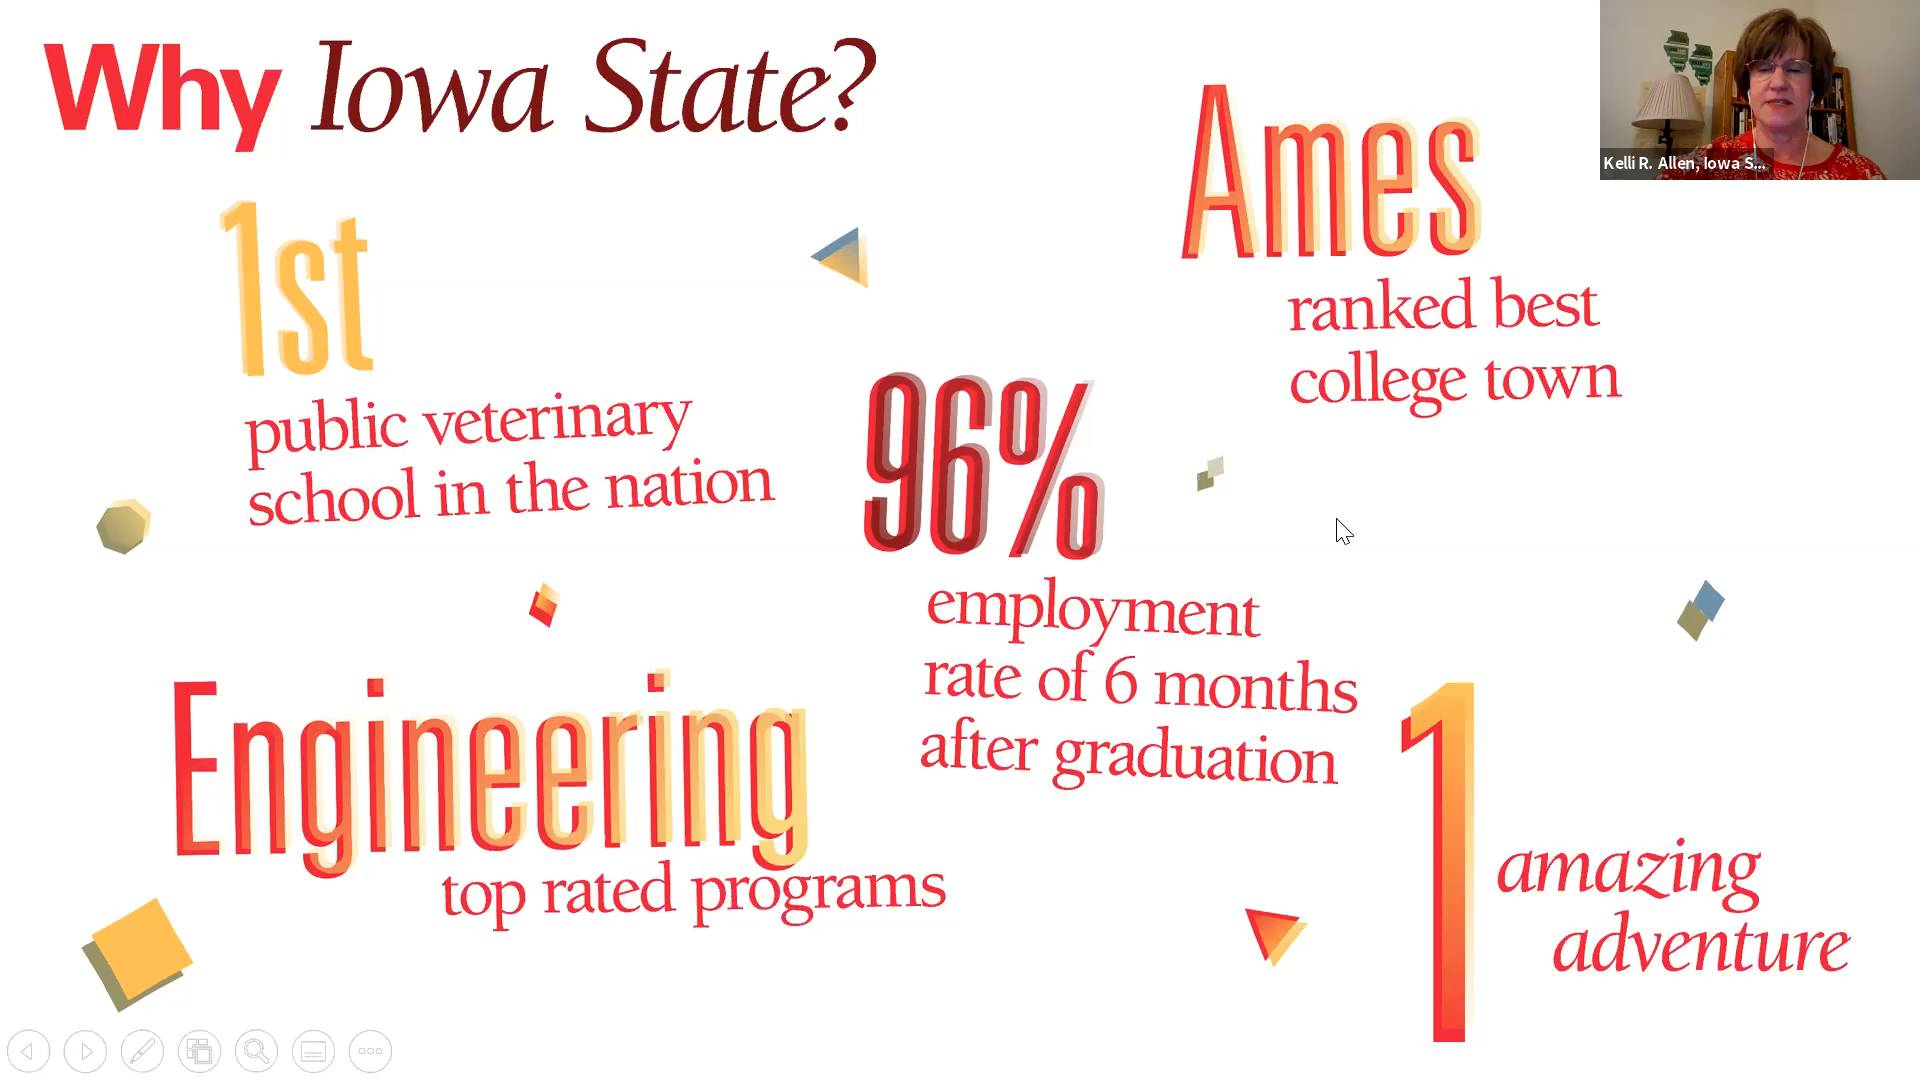 Why Iowa State?
1st
public veterinary
school in the nation
Ames
ranked best
college town
96%
employment
rate of 6 months
after graduation
Engineering
top rated programs
1
amazing
adventure
Kelli R. Allen, Iowa S...